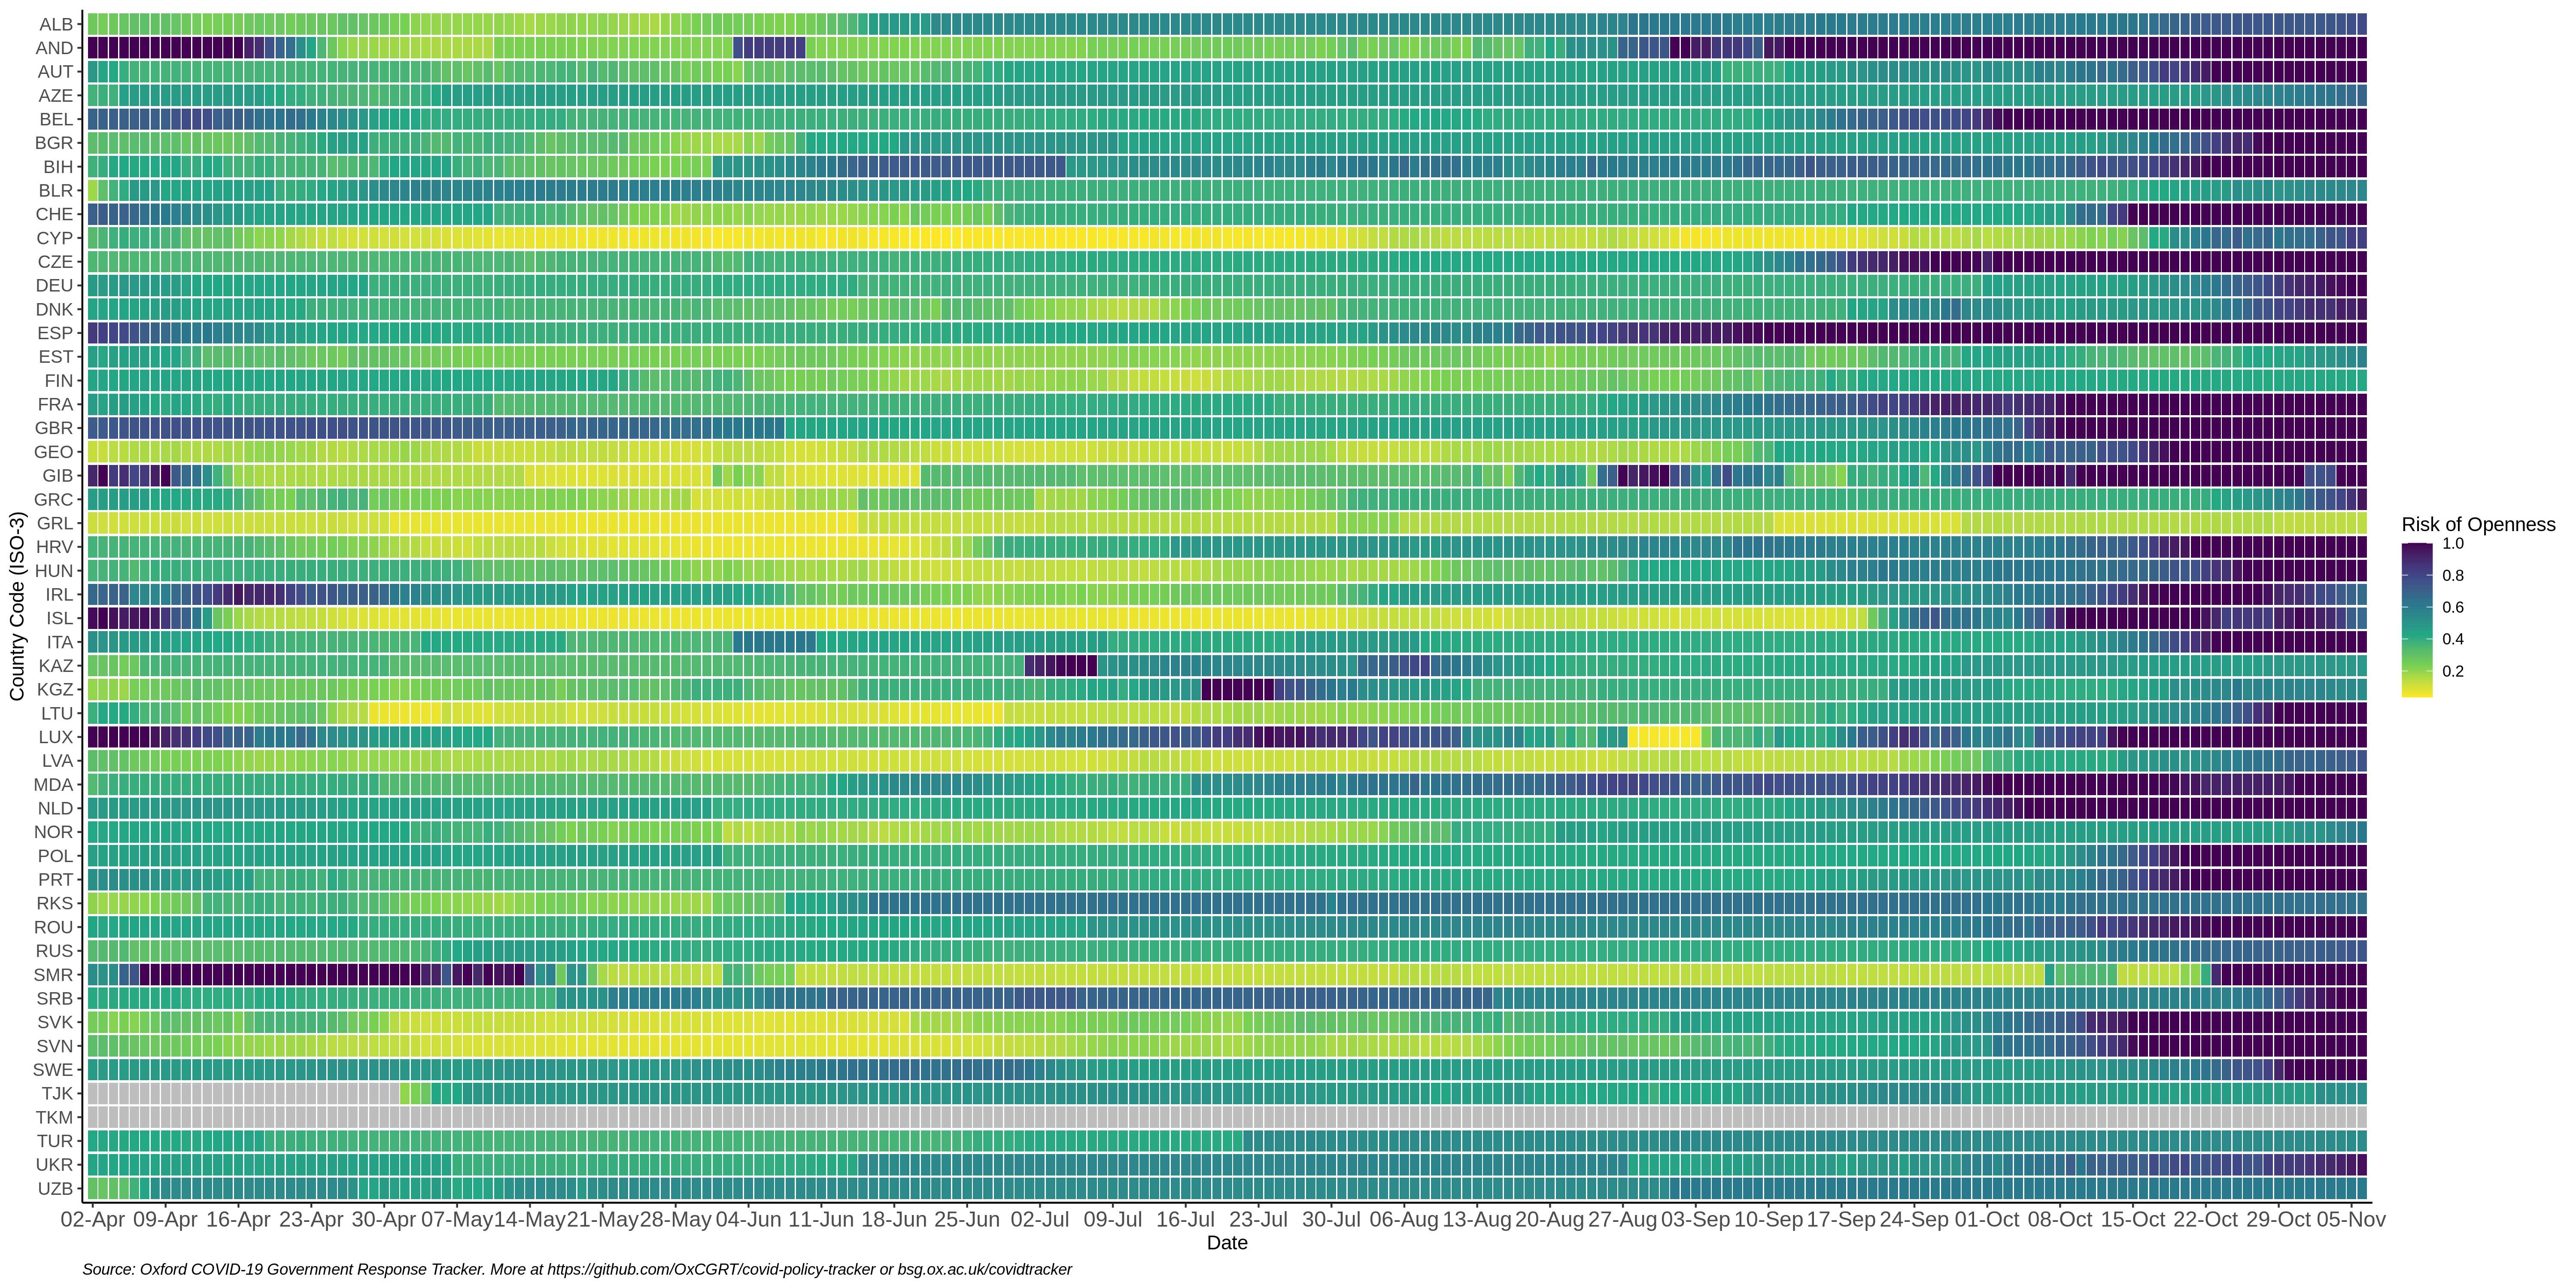 ALB
AND
AUT
AZE
BEL
BGR
BIH
BLR
CHE
CYP
CZE
DEU
DNK
ESP
EST
FIN
FRA
GBR
GEO
GIB
GRC
GRL
HRV
HUN
IRL
ISL
ITA
KAZ
KGZ
LTU
LUX
LVA
MDA
NLD
NOR
POL
PRT
RKS
ROU
RUS
SMR
SRB
SVK
SVN
SWE
TJK
TKM
TUR
UKR
UZB
Country Code (ISO-3)
02-Apr 09-Apr 16-Apr 23-Apr 30-Apr 07-May 14-May 21-May 28-May 04-Jun 11-Jun 18-Jun 25-Jun 02-Jul 09-Jul 16-Jul 23-Jul 30-Jul 06-Aug 13-Aug 20-Aug 27-Aug 03-Sep 10-Sep 17-Sep 24-Sep 01-Oct 08-Oct 15-Oct 22-Oct 29-Oct 05-Nov
Date
Risk of Openness
1.0
0.8
0.6
0.4
0.2
Source: Oxford COVID-19 Government Response Tracker. More at https://github.com/OxCGRT/covid-policy-tracker or bsg.ox.ac.uk/covidtracker